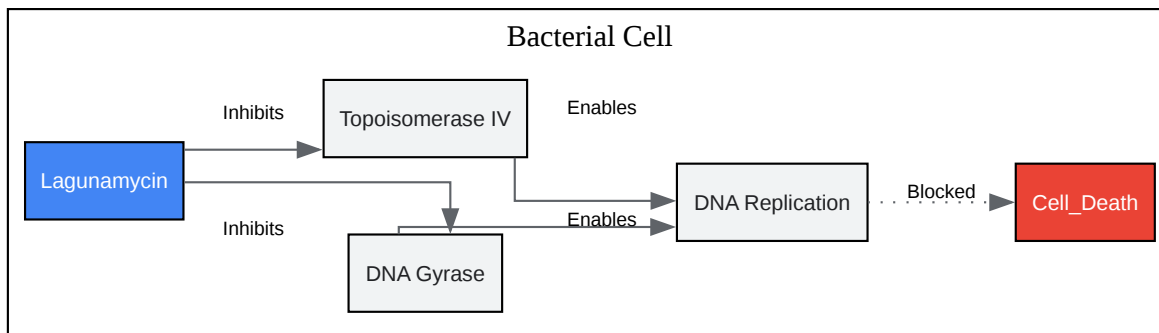 Bacterial Cell
Inhibits
Topoisomerase IV
Enables
Lagunamycin
DNA Replication
Blocked
Cell_Death
Inhibits
Enables
DNA Gyrase